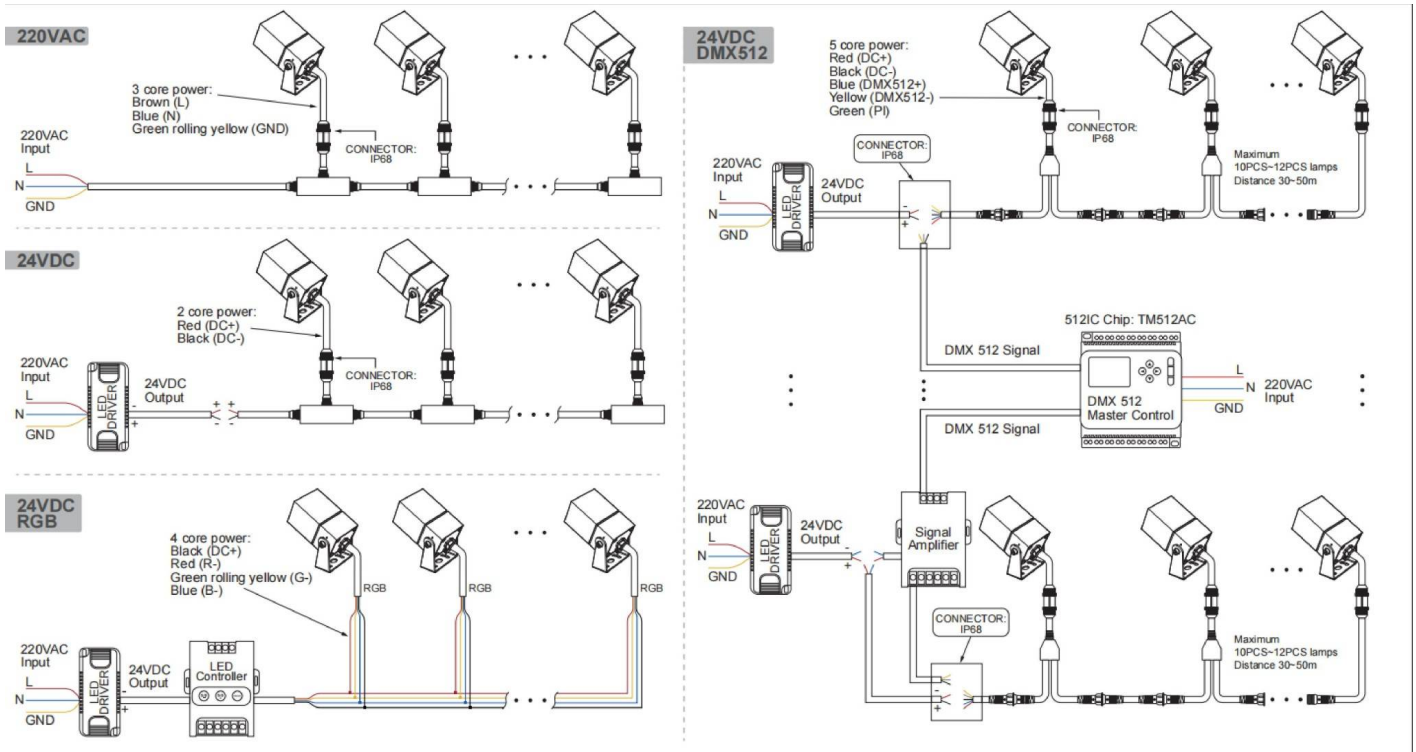 220VAC
3 core power:
Brown (L)
Blue (N)
Green rolling yellow (GND)
220VAC
Input
L
N
GND
CONNECTOR:
IP68
24VDC
2 core power:
Red (DC+)
Black (DC-)
220VAC
Input
L
N
GND
LED
DRIVER
-
+
24VDC
Output
+ +
- -
CONNECTOR:
IP68
24VDC
RGB
4 core power:
Black (DC+)
Red (R-)
Green rolling yellow (G-)
Blue (B-)
RGB
RGB
RGB
220VAC
Input
L
N
GND
LED
DRIVER
-
+
24VDC
Output
LED
Controller
24VDC
DMX512
5 core power:
Red (DC+)
Black (DC-)
Blue (DMX512+)
Yellow (DMX512-)
Green (PI)
CONNECTOR:
IP68
CONNECTOR:
IP68
220VAC
Input
L
N
GND
LED
DRIVER
24VDC
Output
-
+
Maximum
10PCS~12PCS lamps
Distance 30~50m
512IC Chip: TM512AC
DMX 512 Signal
DMX 512
Master Control
L
N
GND
220VAC
Input
DMX 512 Signal
220VAC
Input
L
N
GND
LED
DRIVER
24VDC
Output
-
+
Signal
Amplifier
CONNECTOR:
IP68
-
+
Maximum
10PCS~12PCS lamps
Distance 30~50m